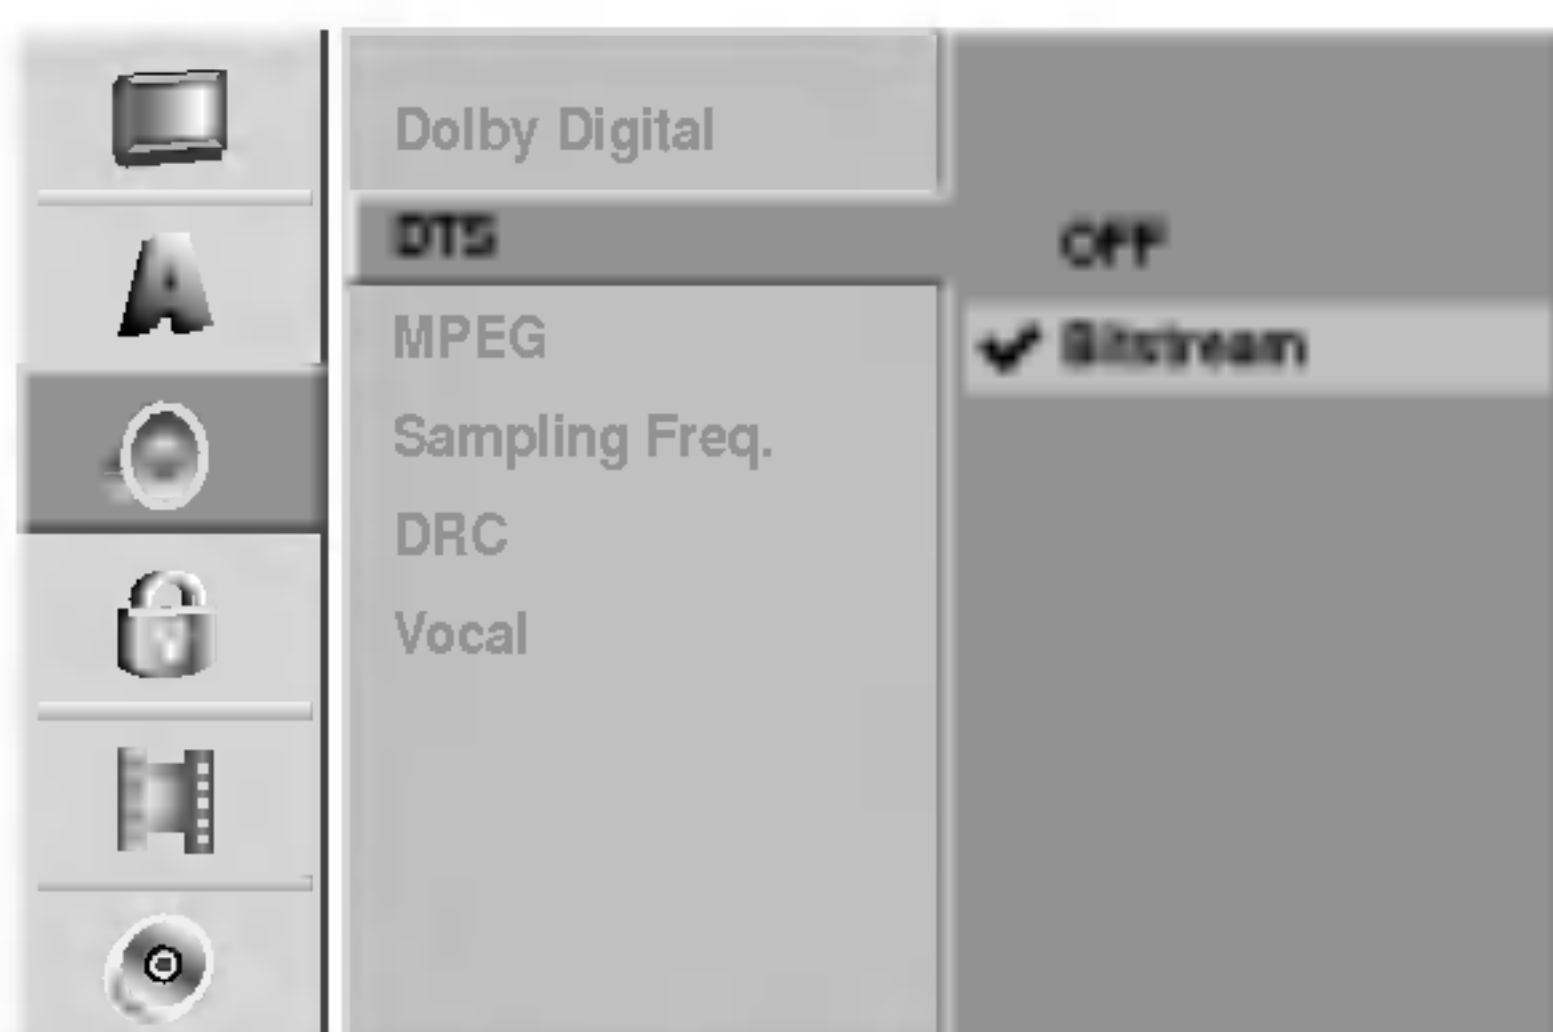 Dolby Digital
DTS
OFF
MPEG
Bitstream
Sampling Freq.
DRC
Vocal